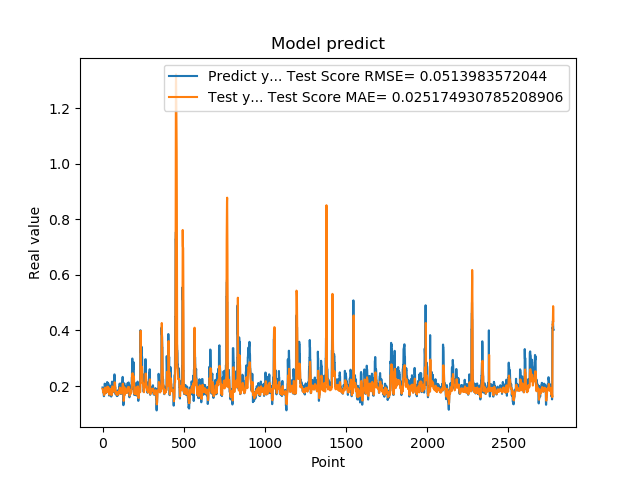 Model predict
Predict y... Test Score RMSE= 0.0513983572044
Test y... Test Score MAE= 0.025174930785208906
1.2
1.0
0.8
0.6
0.4
0.2
Real value
0 500 1000 1500 2000 2500
Point